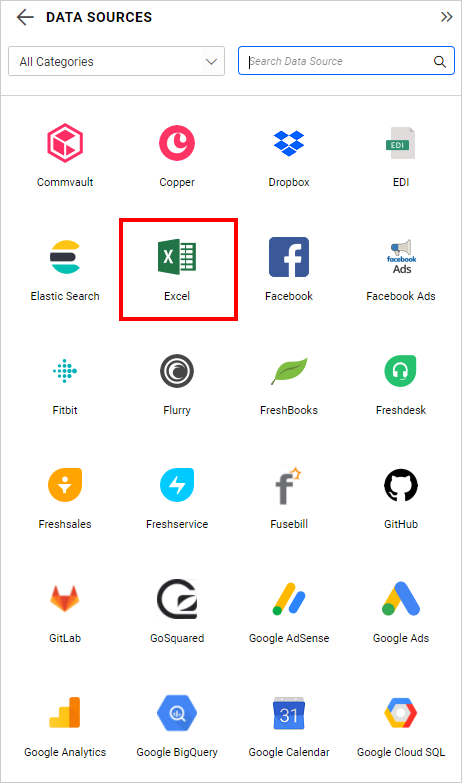 DATA SOURCES
All Categories
Search Data Source
EDI
Commvault
Copper
Dropbox
EDI
facebook
Ads
Elastic Search
Excel
Facebook
Facebook Ads
Fitbit
Flurry
FreshBooks
Freshdesk
Freshsales
Freshservice
Fusebill
GitHub
GitLab
GoSquared
Google AdSense
Google Ads
31
Google Analytics
Google BigQuery
Google Calendar
Google Cloud SQL